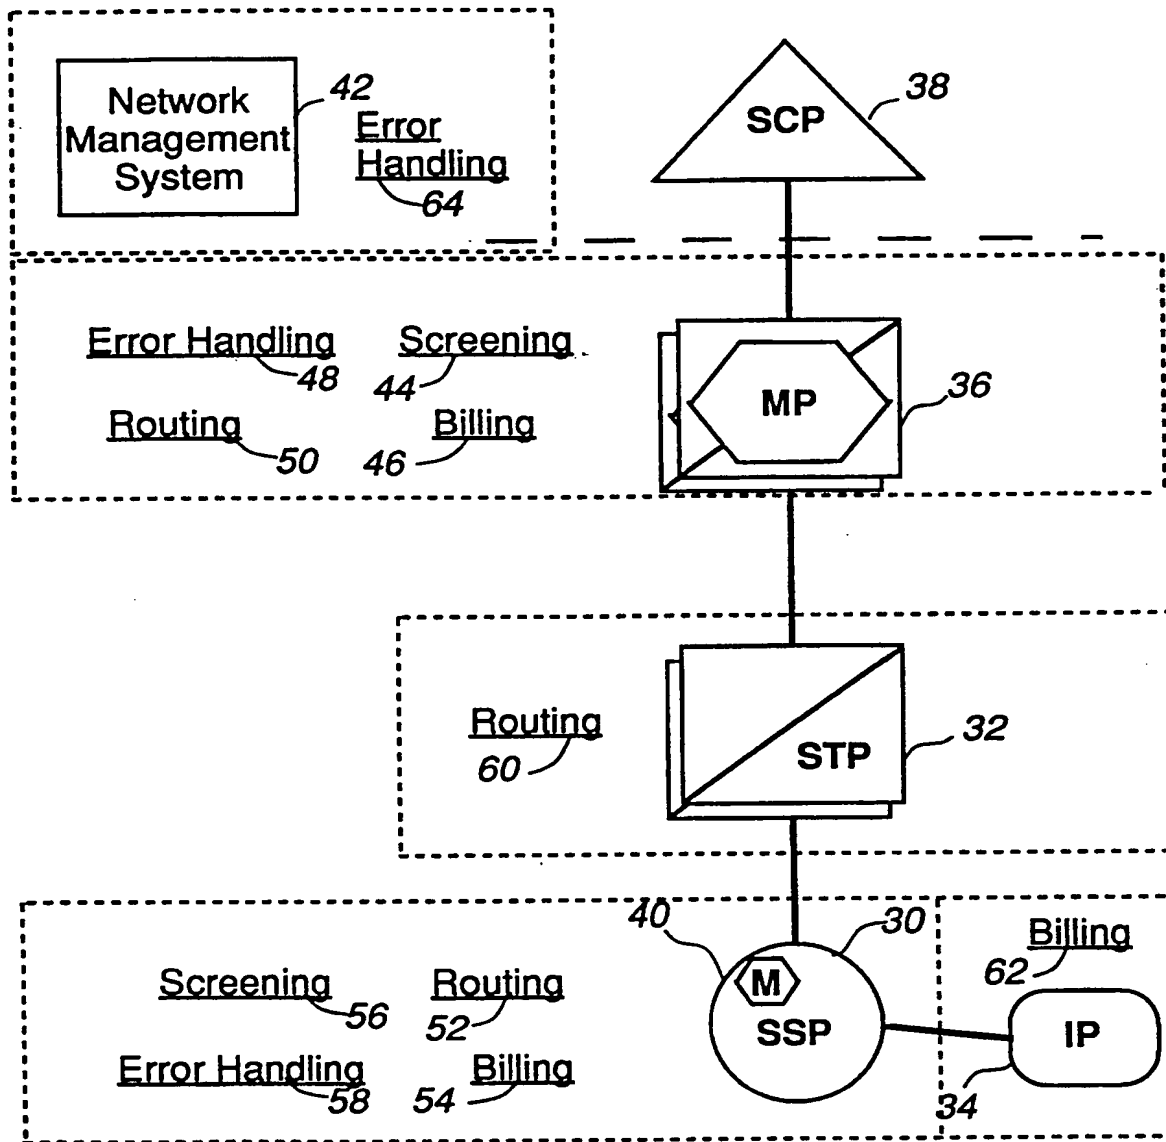 Network
Management
System
42
Error
Handling
64
SCP
38
Error Handling
48
Screening
44
Routing
50
Billing
46
MP
36
Routing
60
STP
32
Screening
56
Routing
52
Error Handling
58
Billing
54
40
30
M
SSP
Billing
62
IP
34